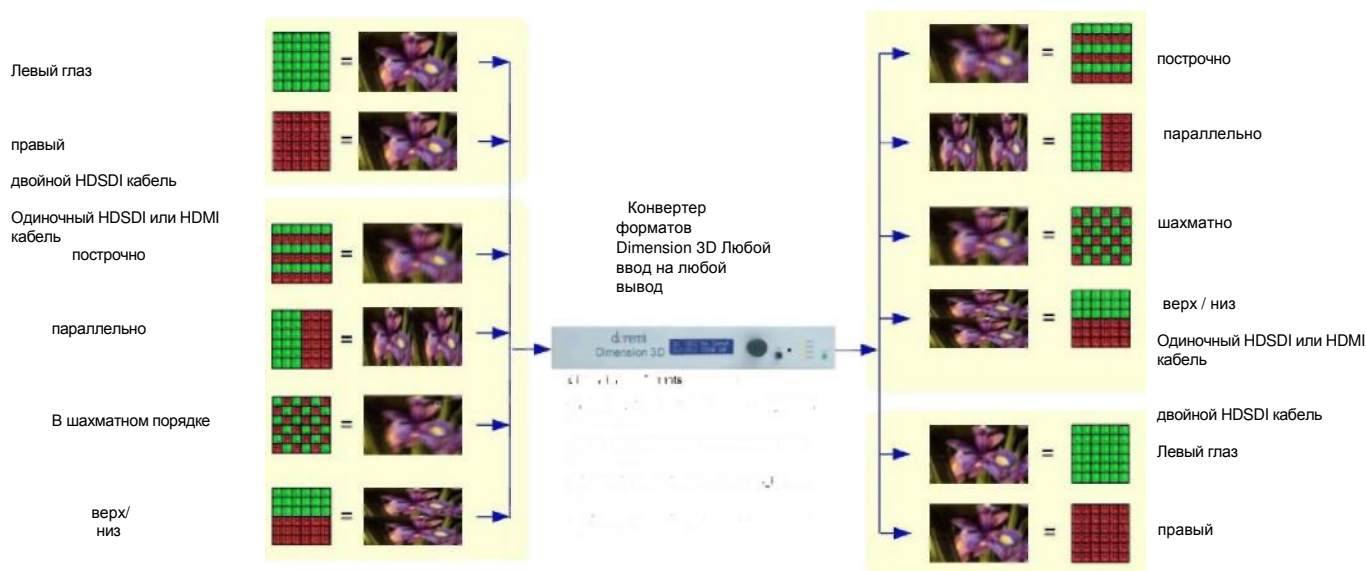 Левый глаз
правый
двойной HDSDI кабель
Одиночный HDSDI или HDMI
кабель
построчно
параллельно
В шахматном порядке
верх/
низ
Конвертер
форматов
Dimension 3D Любой
ввод на любой
вывод
Dimension 3D
построчно
параллельно
шахматно
верх / низ
Одиночный HDSDI или HDMI
кабель
двойной HDSDI кабель
Левый глаз
правый